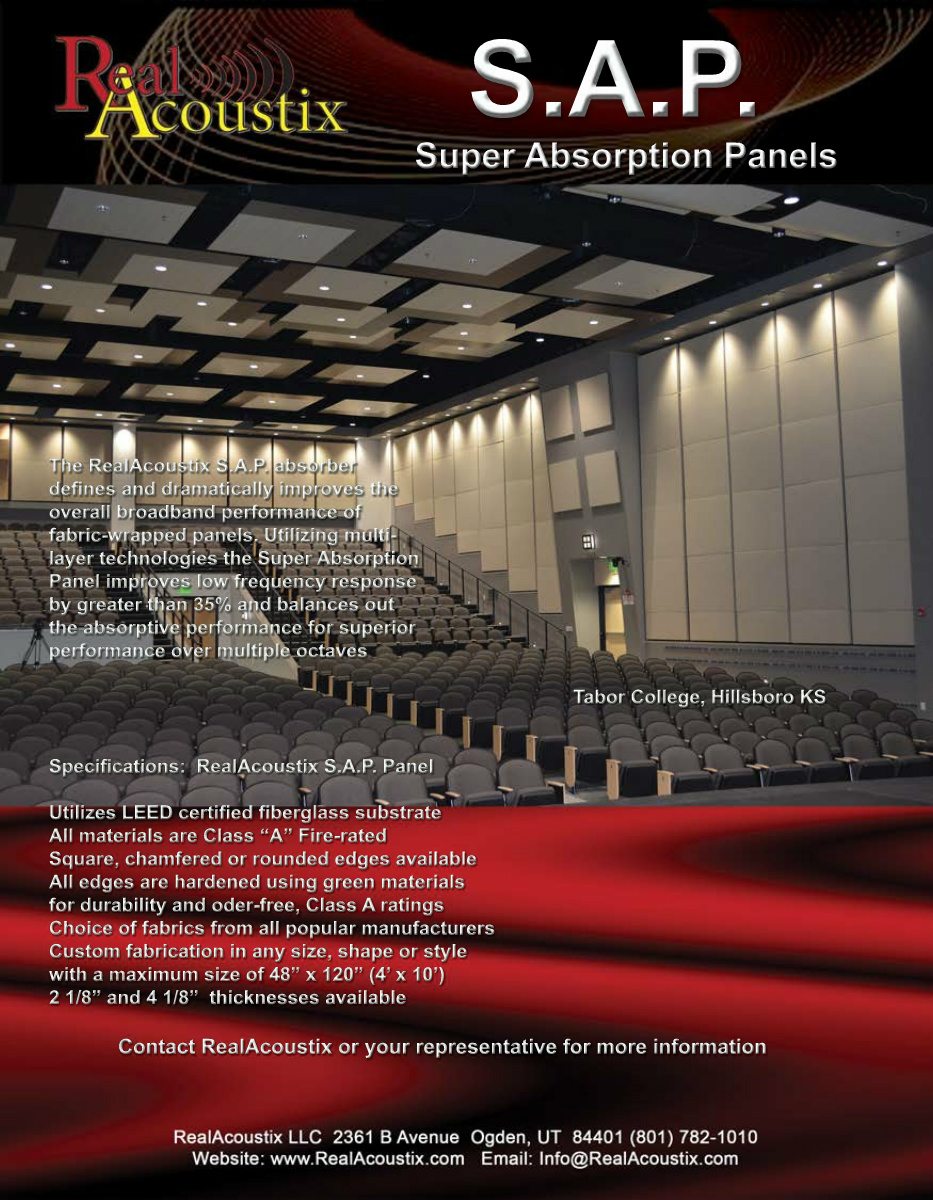 Real
Acoustix
S.A.P.
Super Absorption Panels
The RealAcoustix S.A.P. absorber
defines and dramatically improves the
overall broadband performance of
fabric-wrapped panels. Utilizing multi-
layer technologies the Super Absorption
Panel improves low frequency response
by greater than 35% and balances out
the absorptive performance for superior
performance over multiple octaves
Tabor College, Hillsboro KS
Specifications: RealAcoustix S.A.P. Panel
Utilizes LEED certified fiberglass substrate
All materials are Class “A” Fire-rated
Square, chamfered or rounded edges available
All edges are hardened using green materials
for durability and oder-free, Class A ratings
Choice of fabrics from all popular manufacturers
Custom fabrication in any size, shape or style
with a maximum size of 48” x 120” (4’ x 10’)
2 1/8” and 4 1/8” thicknesses available
Contact RealAcoustix or your representative for more information
RealAcoustix LLC 2361 B Avenue Ogden, UT 84401 (801) 782-1010
Website: www.RealAcoustix.com Email: Info@RealAcoustix.com